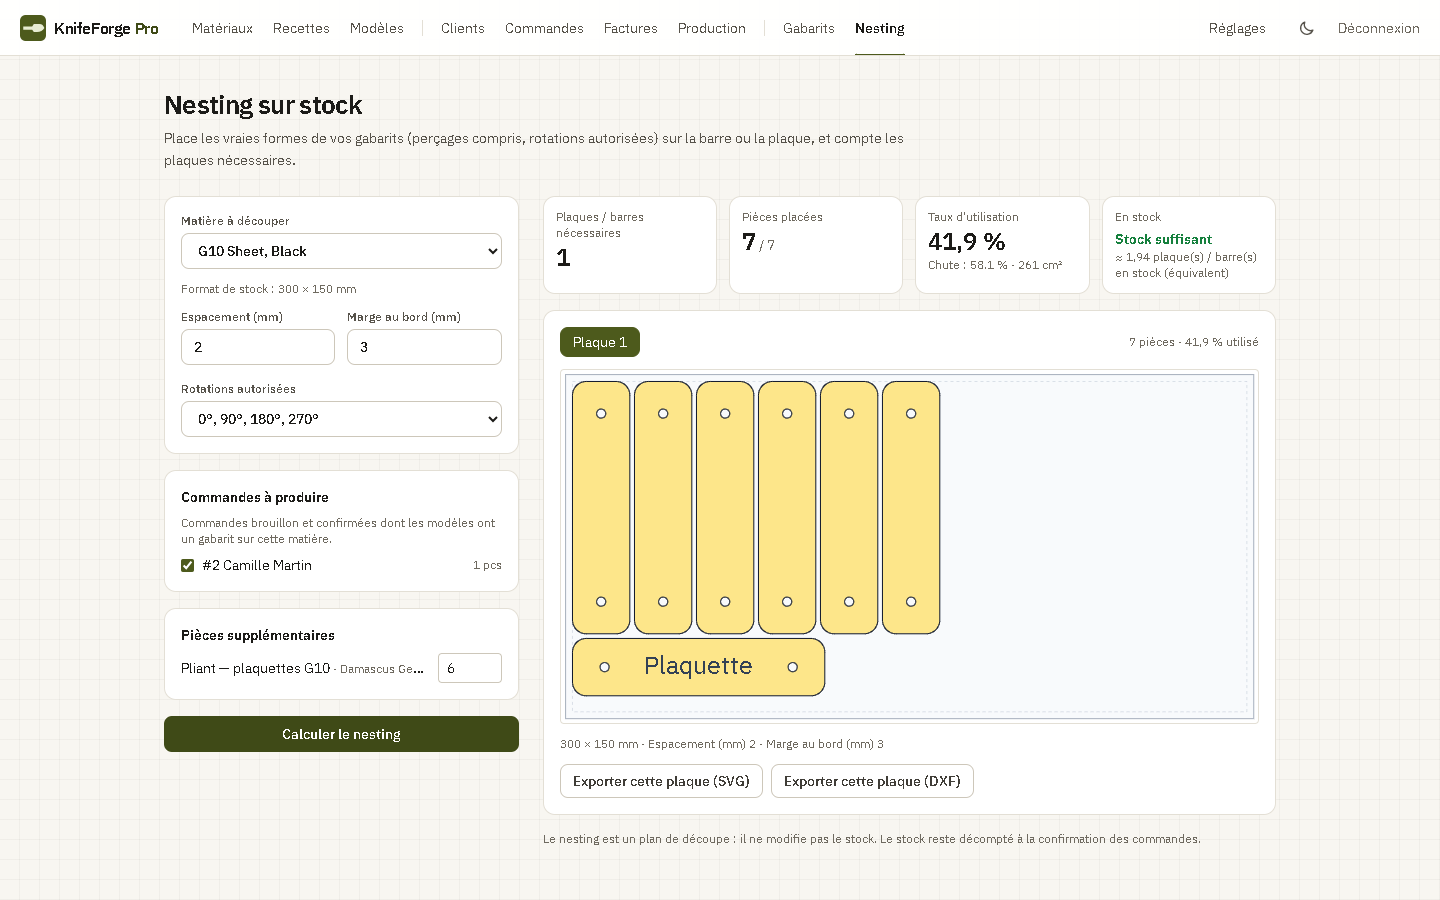 KnifeForge Pro
Matériaux
Recettes
Modèles
Clients
Commandes
Factures
Production
Gabarits
Nesting
Réglages
Déconnexion
Nesting sur stock
Place les vraies formes de vos gabarits (perçages compris, rotations autorisées) sur la barre ou la plaque, et compte les
plaques nécessaires.
Matière à découper
G10 Sheet, Black
Format de stock : 300 × 150 mm
Espacement (mm)
Marge au bord (mm)
2
3
Rotations autorisées
0°, 90°, 180°, 270°
Commandes à produire
Commandes brouillon et confirmées dont les modèles ont
un gabarit sur cette matière.
#2 Camille Martin
1 pcs
Pièces supplémentaires
Pliant — plaquettes G10 · Damascus Ge...
6
Calculer le nesting
Plaques / barres
nécessaires
1
Pièces placées
7 / 7
Taux d'utilisation
41,9 %
Chute : 58.1 % · 261 cm²
En stock
Stock suffisant
≈ 1,94 plaque(s) / barre(s)
en stock (équivalent)
Plaque 1
7 pièces · 41,9 % utilisé
Plaquette
300 × 150 mm · Espacement (mm) 2 · Marge au bord (mm) 3
Exporter cette plaque (SVG)
Exporter cette plaque (DXF)
Le nesting est un plan de découpe : il ne modifie pas le stock. Le stock reste décompté à la confirmation des commandes.